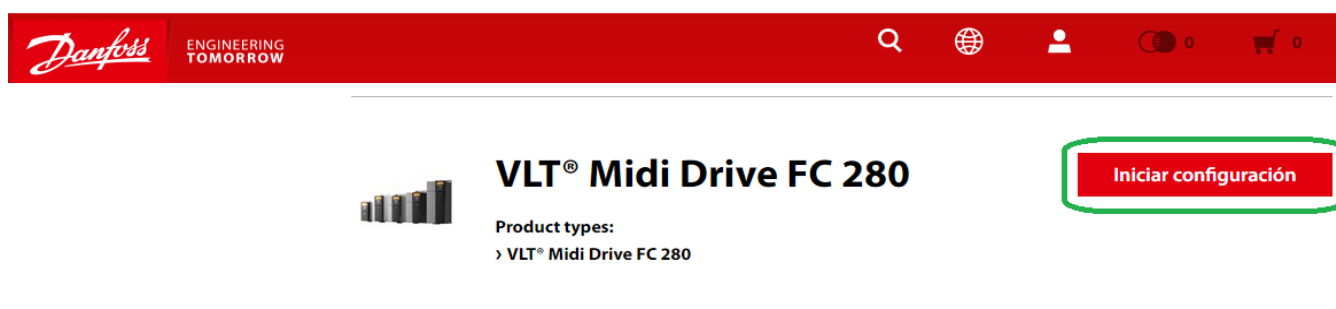 Danfoss
ENGINEERING
TOMORROW
0
0
VLT® Midi Drive FC 280
Iniciar configuración
Product types:
› VLT® Midi Drive FC 280